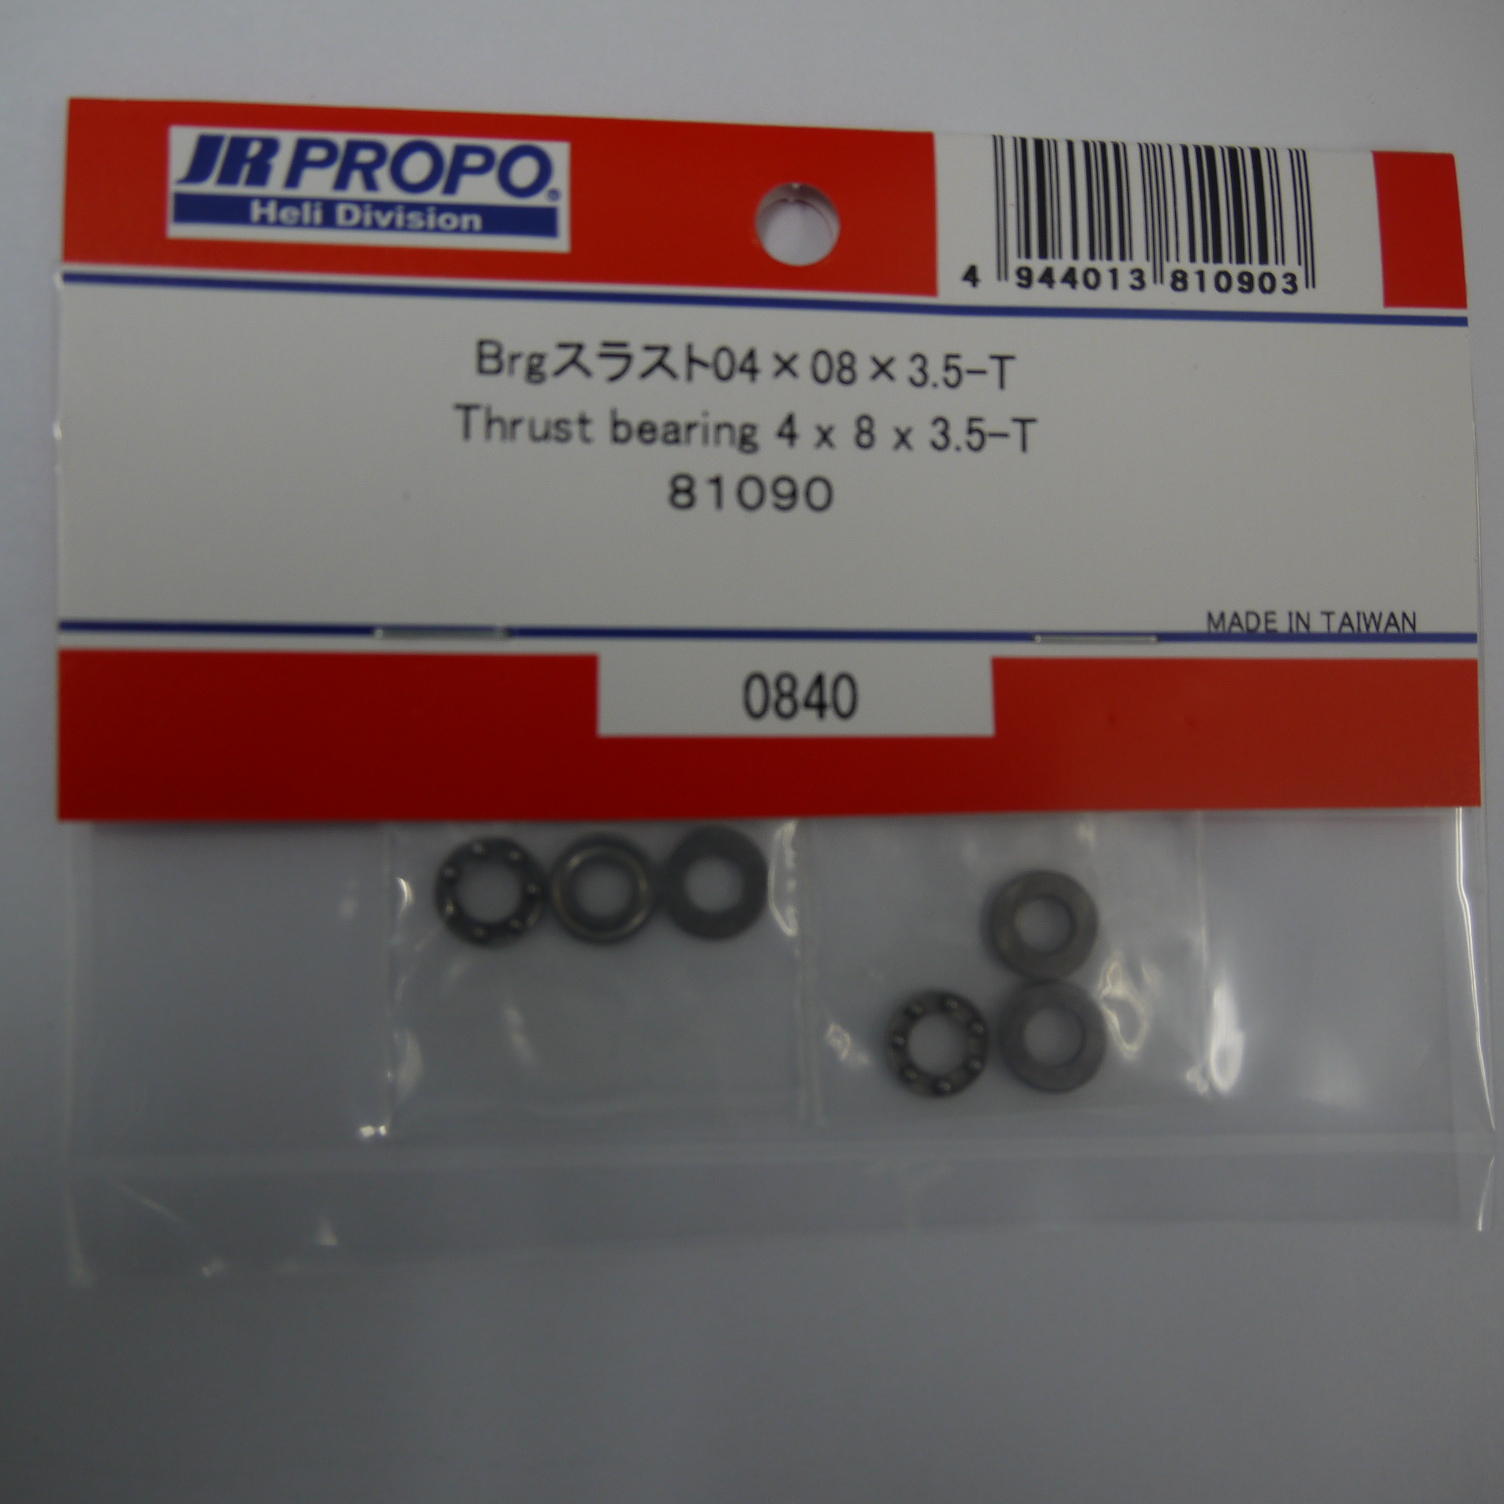 JR PROPO®
Heli Division
4 944013 810903
Brgスラスト04×08×3.5-T
Thrust bearing 4 x 8 x 3.5-T
81090
MADE IN TAIWAN
0840